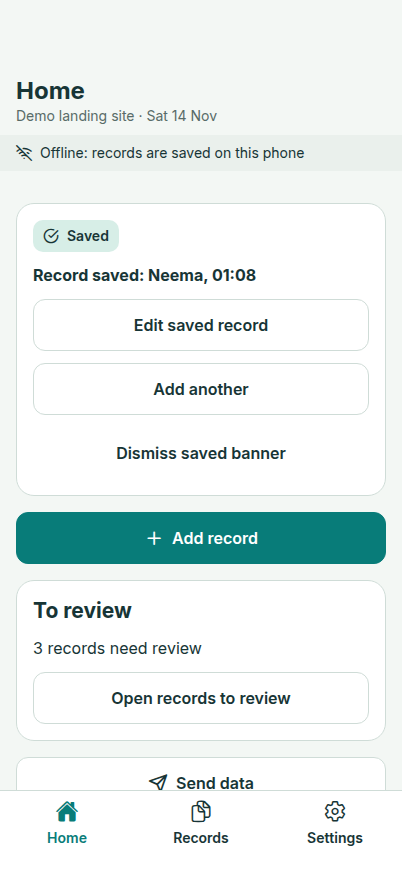 Home
Demo landing site · Sat 14 Nov
Offline: records are saved on this phone
Saved
Record saved: Neema, 01:08
Edit saved record
Add another
Dismiss saved banner
Add record
To review
3 records need review
Open records to review
Send data
Home
Records
Settings